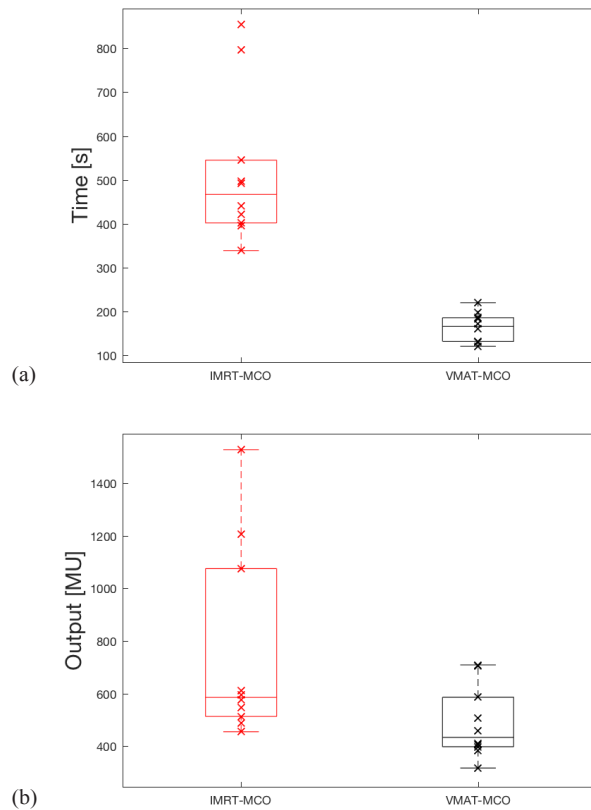 800
700
600
500
400
300
200
100
Time [s]
IMRT-MCO
VMAT-MCO
(a)
1400
1200
1000
800
600
400
Output [MU]
IMRT-MCO
VMAT-MCO
(b)